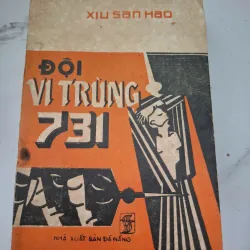 XIU SAN HAO
ĐỘI
VI TRÙNG
731
NHÀ XUẤT BẢN ĐÀ NẴNG